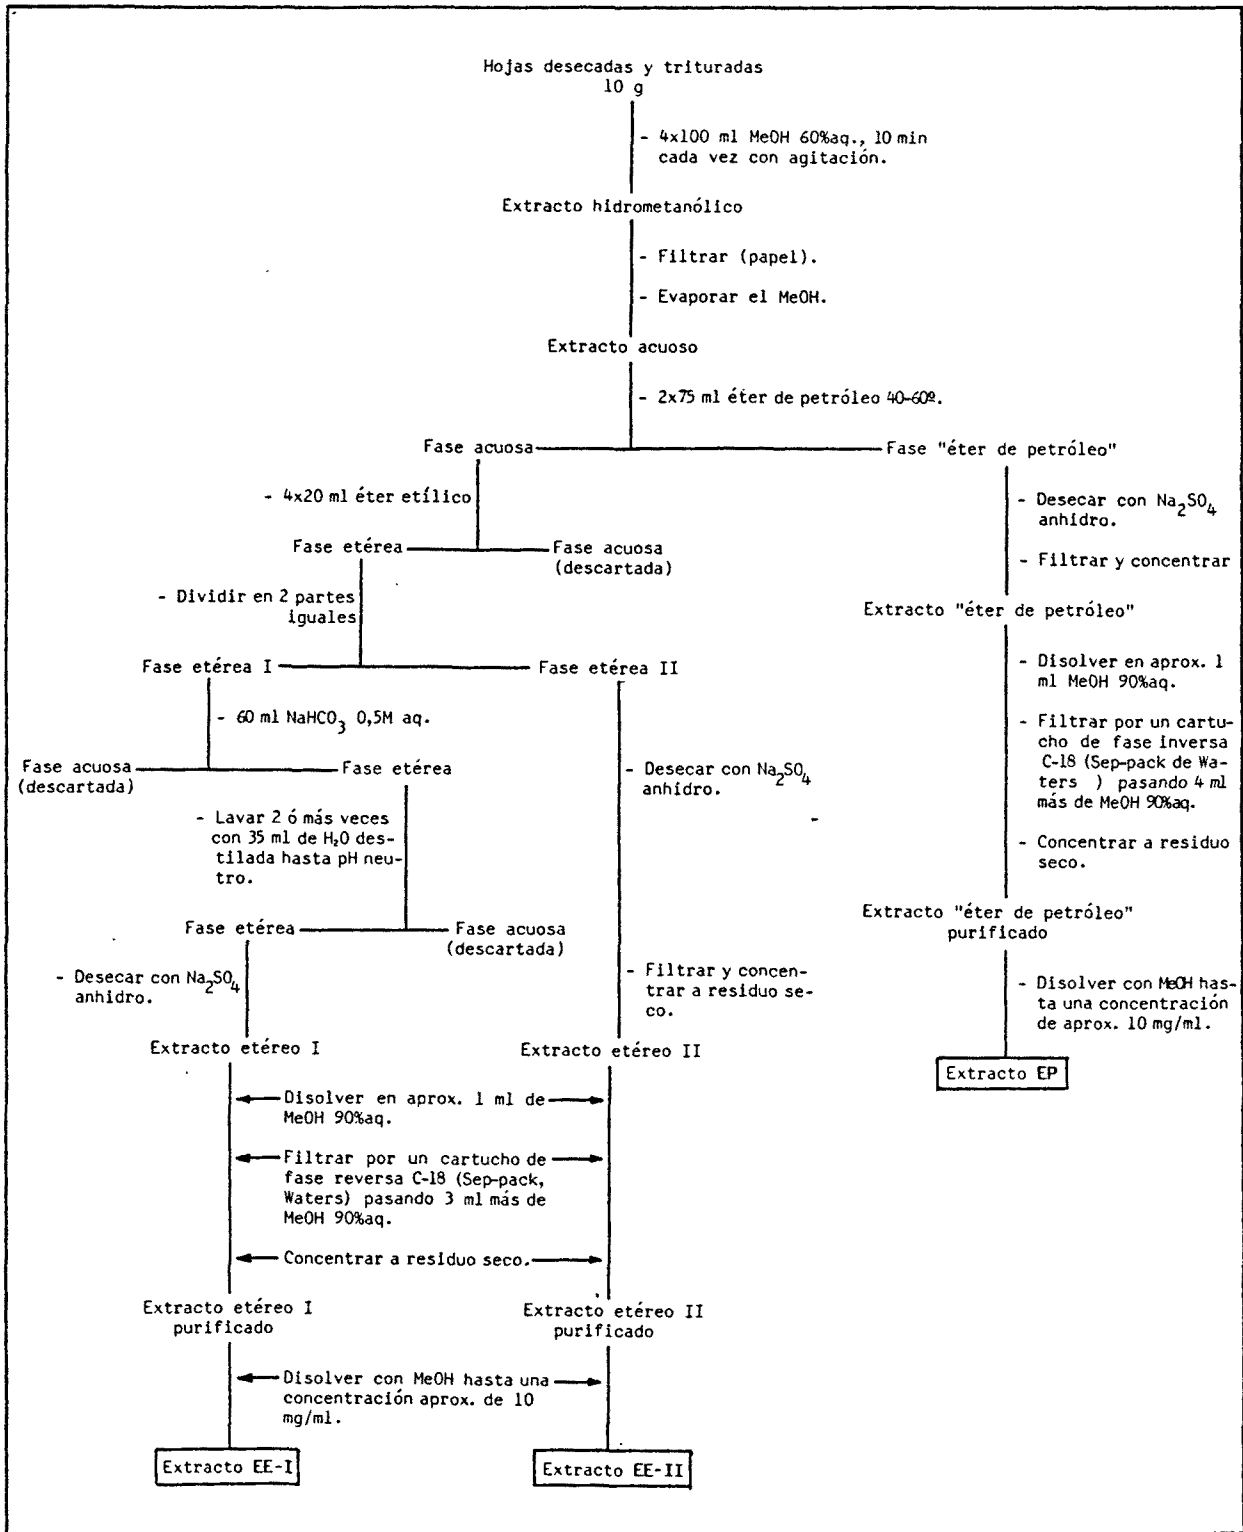 Hojas desecadas y trituradas
10 g
- 4x100 ml MeOH 60%aq., 10 min
cada vez con agitación.
Extracto hidrometanólico
- Filtrar (papel).
- Evaporar el MeOH.
Extracto acuoso
- 2x75 ml éter de petróleo 40-60º.
Fase acuosa
Fase "éter de petróleo"
- 4x20 ml éter etílico
Fase etérea
Fase acuosa
(descartada)
- Desecar con Na2SO4
anhidro.
- Filtrar y concentrar
- Dividir en 2 partes
iguales
Extracto "éter de petróleo"
Fase etérea I
Fase etérea II
- Disolver en aprox. 1
ml MeOH 90%aq.
- Filtrar por un cartu-
cho de fase inversa
C-18 (Sep-pack de Wa-
ters ) pasando 4 ml
más de MeOH 90%aq.
- Concentrar a residuo
seco.
- 60 ml NaHCO3 0,5M aq.
Fase acuosa
(descartada)
Fase etérea
- Desecar con Na2SO4
anhidro.
- Lavar 2 ó más veces
con 35 ml de H2O des-
tilada hasta pH neu-
tro.
Extracto "éter de petróleo"
purificado
Fase etérea
Fase acuosa
(descartada)
- Desecar con Na2SO4
anhidro.
- Filtrar y concen-
trar a residuo se-
co.
- Disolver con MeOH has-
ta una concentración
de aprox. 10 mg/ml.
Extracto etéreo I
Extracto etéreo II
Extracto EP
Disolver en aprox. 1 ml de
MeOH 90%aq.
Filtrar por un cartucho de
fase reversa C-18 (Sep-pack,
Waters) pasando 3 ml más de
MeOH 90%aq.
Concentrar a residuo seco.
Extracto etéreo I
purificado
Extracto etéreo II
purificado
Disolver con MeOH hasta una
concentración aprox. de 10
mg/ml.
Extracto EE-I
Extracto EE-II